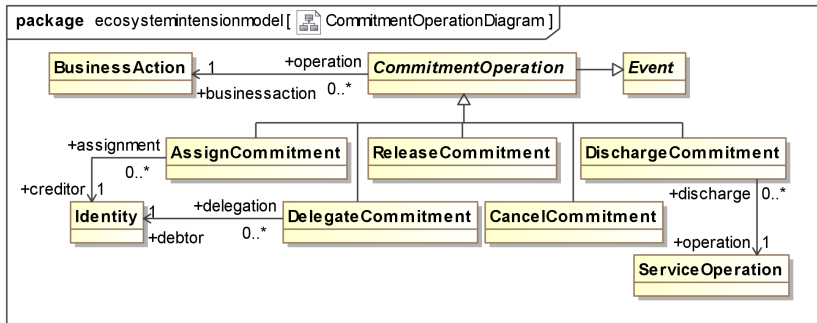 package ecosystemintensionmodel [ CommitmentOperationDiagram ]
BusinessAction
1
+operation
CommitmentOperation
Event
+businessaction
0..*
+assignment
AssignCommitment
ReleaseCommitment
DischargeCommitment
0..*
+creditor
1
+discharge
0..*
Identity
1
+delegation
DelegateCommitment
CancelCommitment
+debtor
0..*
+operation
1
ServiceOperation